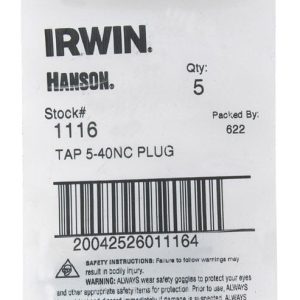 IRWIN.
HANSON®
Qty:
5
Stock#
1116
Packed By:
622
TAP 5-40NC PLUG
20042526011164
SAFETY INSTRUCTIONS: Failure to follow warnings may
result in bodily injury.
WARNING: ALWAYS wear safety goggles to protect your eyes
and other appropriate safety items for protection. Prior to use, ALWAYS